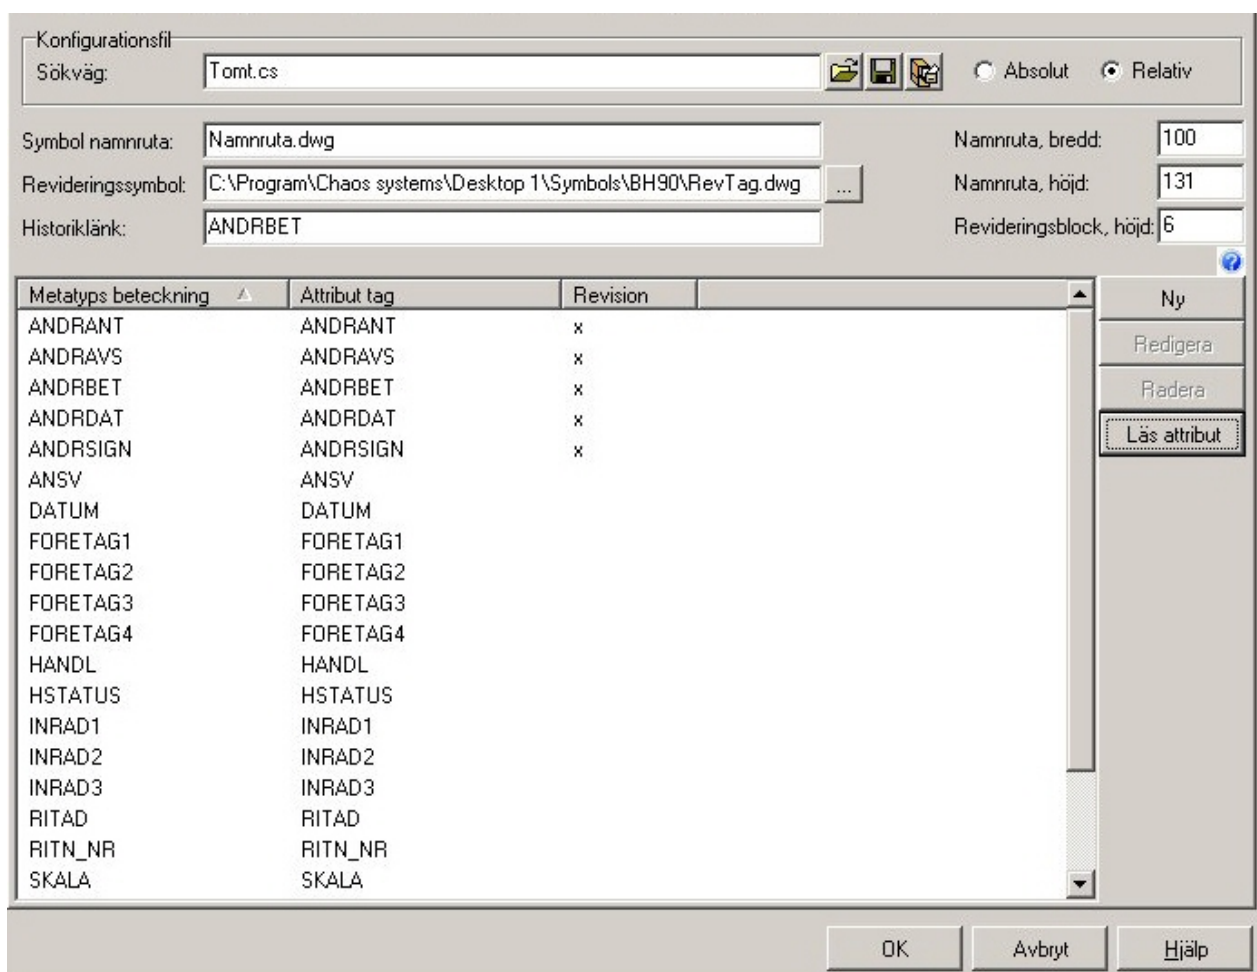 Konfigurationsfil
Sökväg: Tomt.cs Absolut Relativ
Symbol namnruta: Namnruta.dwg Namnruta, bredd: 100
Revideringssymbol: C:\Program\Chaos systems\Desktop 1\Symbols\BH90\RevTag.dwg ... Namnruta, höjd: 131
Historiklänk: ANDRBET Revideringsblock, höjd: 6
Metatyps beteckning Attribut tag Revision Ny
ANDRANT ANDRANT x
ANDRAVS ANDRAVS x Redigera
ANDRBET ANDRBET x Radera
ANDRDAT ANDRDAT x Läs attribut
ANDRSIGN ANDRSIGN x
ANSV ANSV
DATUM DATUM
FORETAG1 FORETAG1
FORETAG2 FORETAG2
FORETAG3 FORETAG3
FORETAG4 FORETAG4
HANDL HANDL
HSTATUS HSTATUS
INRAD1 INRAD1
INRAD2 INRAD2
INRAD3 INRAD3
RITAD RITAD
RITN_NR RITN_NR
SKALA SKALA
OK Avbryt Hjälp